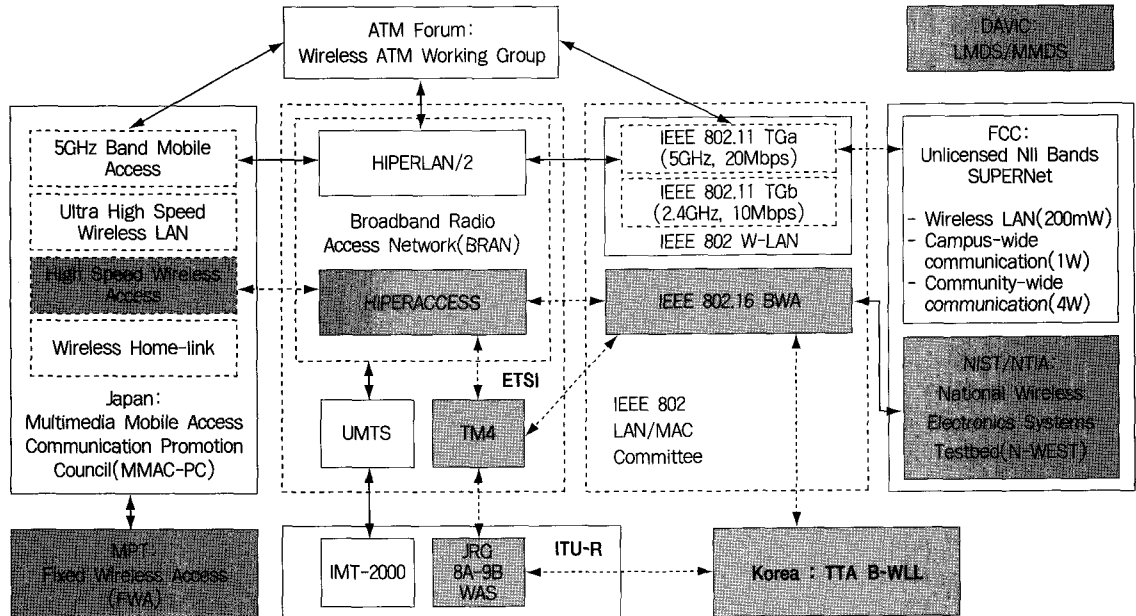 ATM Forum:
Wireless ATM Working Group
DAVIC:
LMDS/MMDS
5GHz Band Mobile
Access
Ultra High Speed
Wireless LAN
High Speed Wireless
Access
Wireless Home-link
Japan:
Multimedia Mobile Access
Communication Promotion
Council(MMAC-PC)
MPT:
Fixed Wireless Access
(FWA)
HIPERLAN/2
Broadband Radio
Access Network(BRAN)
HIPERACCESS
ETSI
UMTS
TM4
IEEE 802.11 TGa
(5GHz, 20Mbps)
IEEE 802.11 TGb
(2.4GHz, 10Mbps)
IEEE 802 W-LAN
IEEE 802.16 BWA
IEEE 802
LAN/MAC
Committee
FCC:
Unlicensed NII Bands
SUPERNet
- Wireless LAN(200mW)
- Campus-wide
communication(1W)
- Community-wide
communication(4W)
NIST/NTIA:
National Wireless
Electronics Systems
Testbed(N-WEST)
IMT-2000
JRG
8A-9B
WAS
ITU-R
Korea : TTA B-WLL